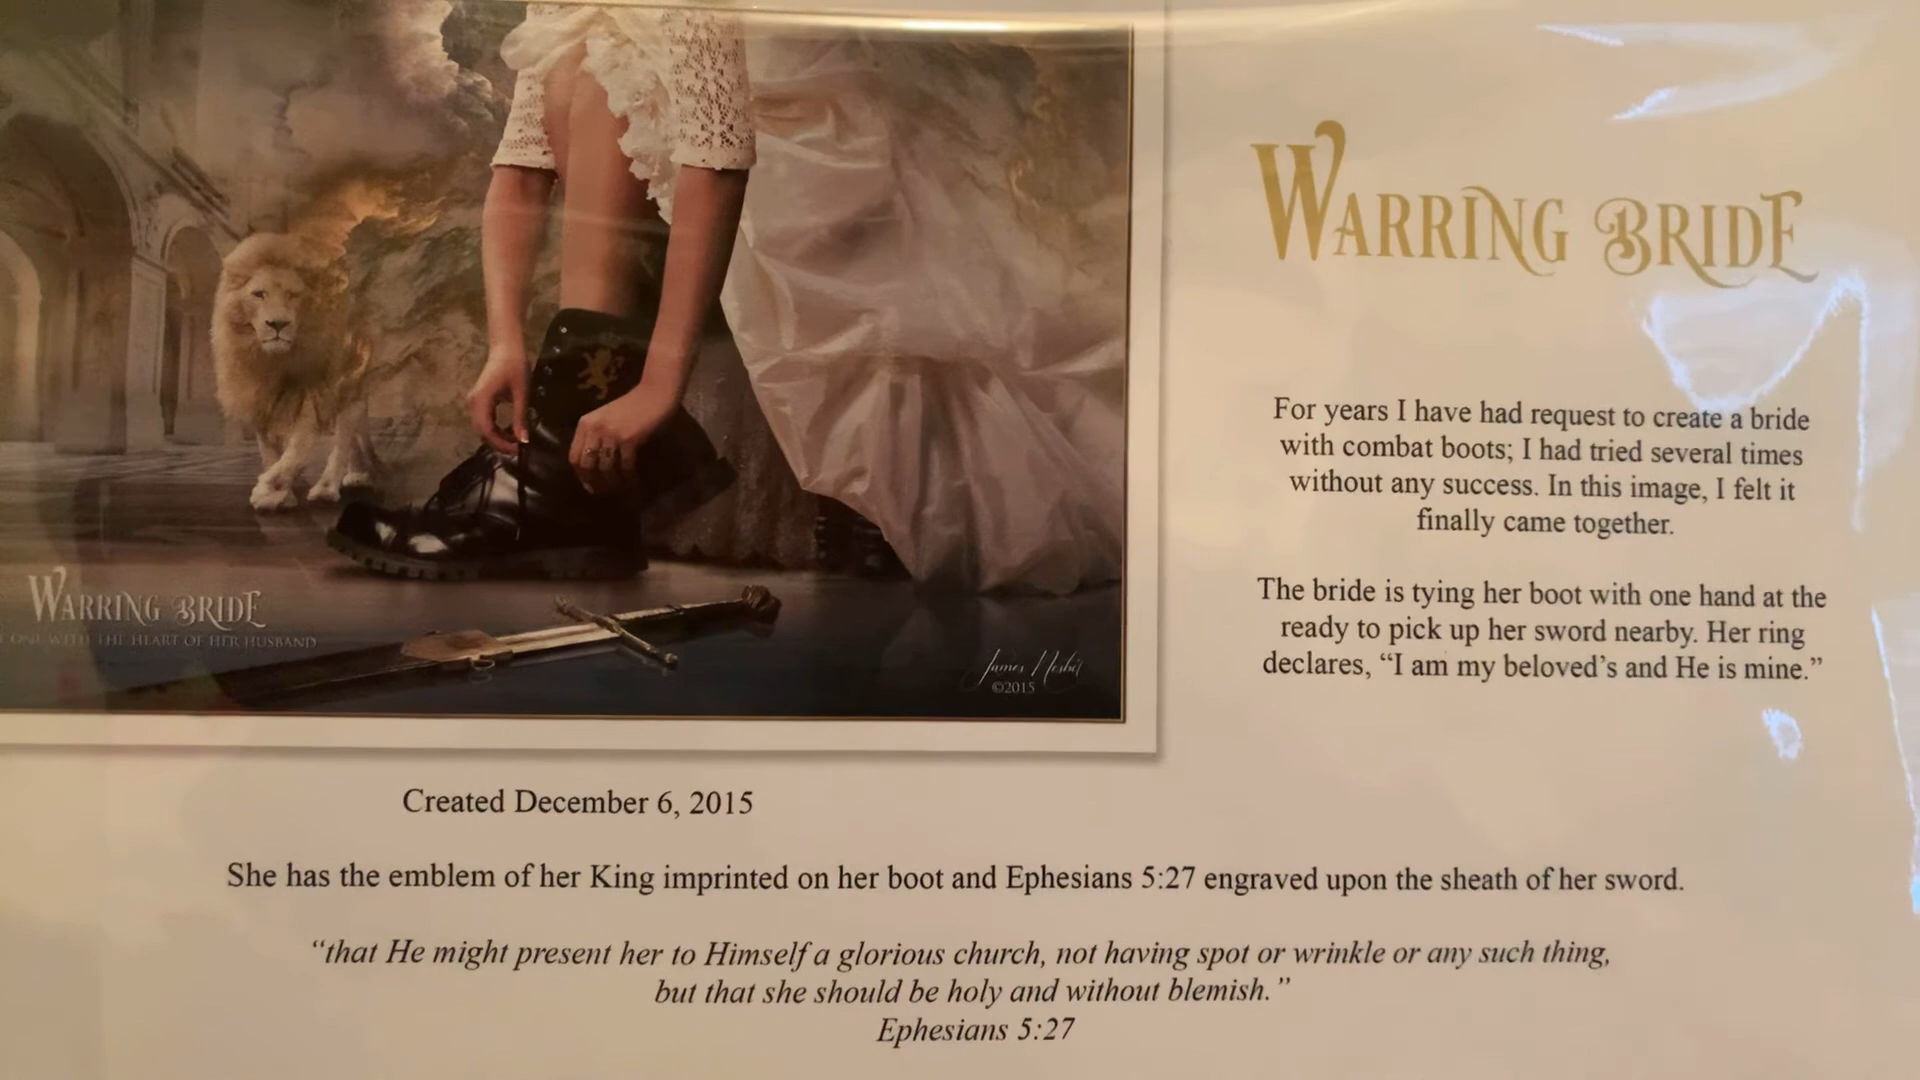 WARRING BRIDE
ONE WITH THE HEART OF HER HUSBAND
James Nesbit
©2015
WARRING BRIDE
For years I have had request to create a bride
with combat boots; I had tried several times
without any success. In this image, I felt it
finally came together.
The bride is tying her boot with one hand at the
ready to pick up her sword nearby. Her ring
declares, “I am my beloved’s and He is mine.”
Created December 6, 2015
She has the emblem of her King imprinted on her boot and Ephesians 5:27 engraved upon the sheath of her sword.
“that He might present her to Himself a glorious church, not having spot or wrinkle or any such thing,
but that she should be holy and without blemish.”
Ephesians 5:27